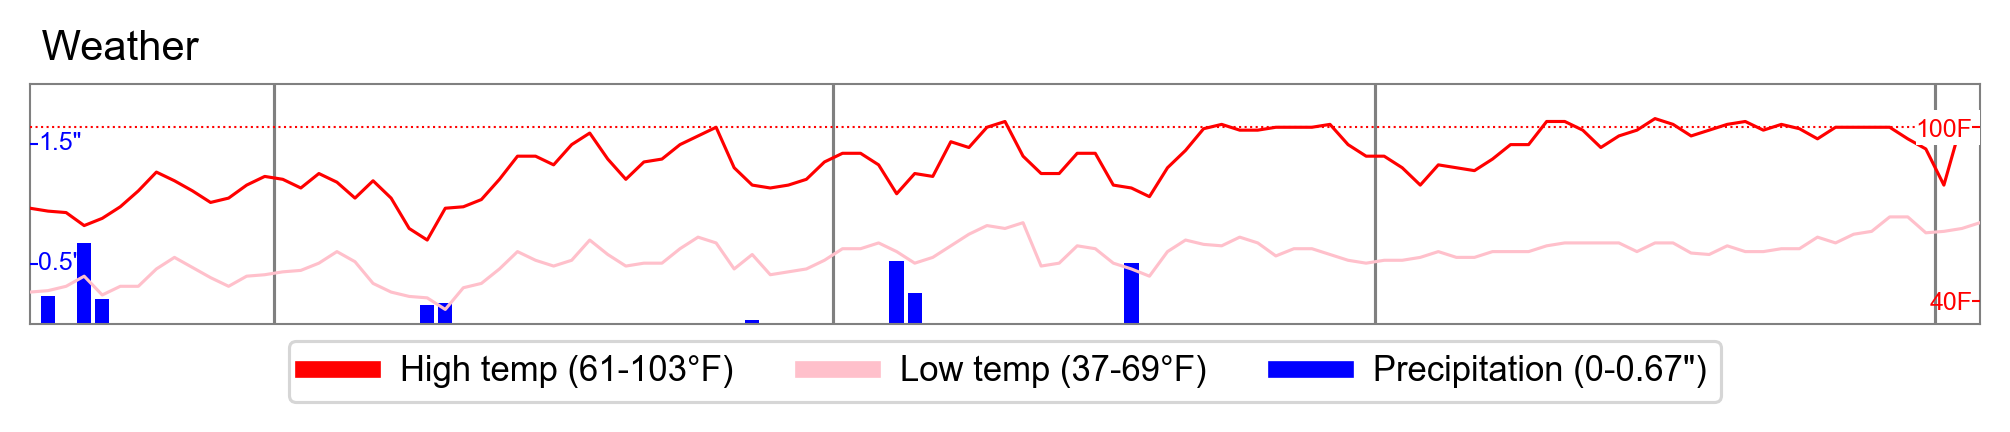 Weather
1.5"
100F
0.5"
40F
High temp (61-103°F) Low temp (37-69°F) Precipitation (0-0.67")